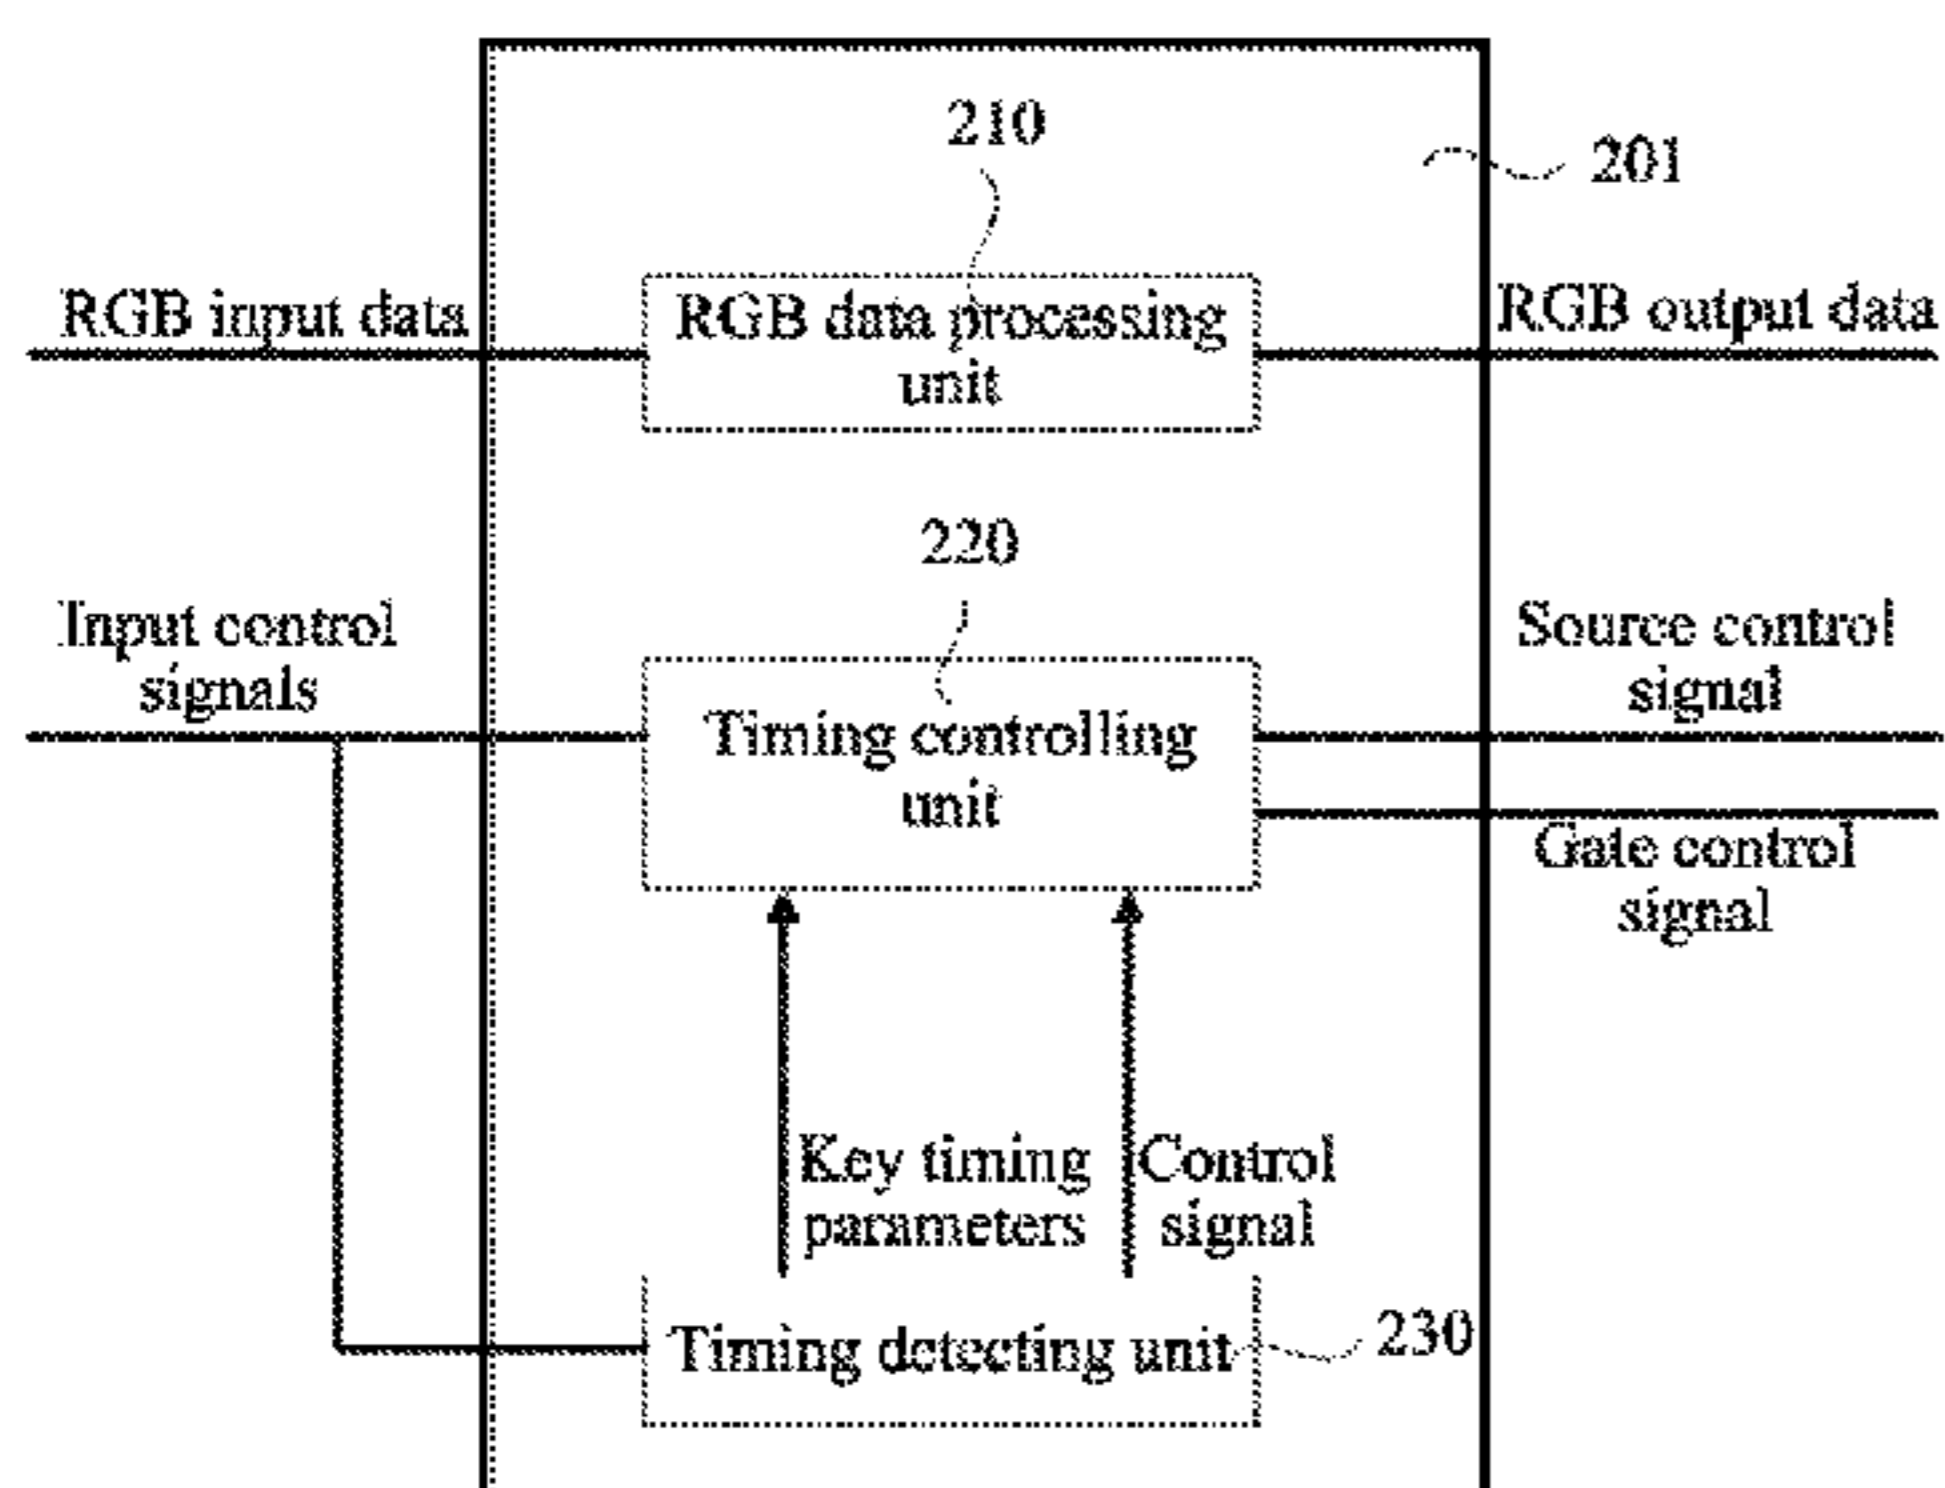 210
201
RGB input data
RGB data processing
unit
RGB output data
220
Input control
signals
Timing controlling
unit
Source control
signal
Gate control
signal
Key timing
parameters
Control
signal
Timing detecting unit
230